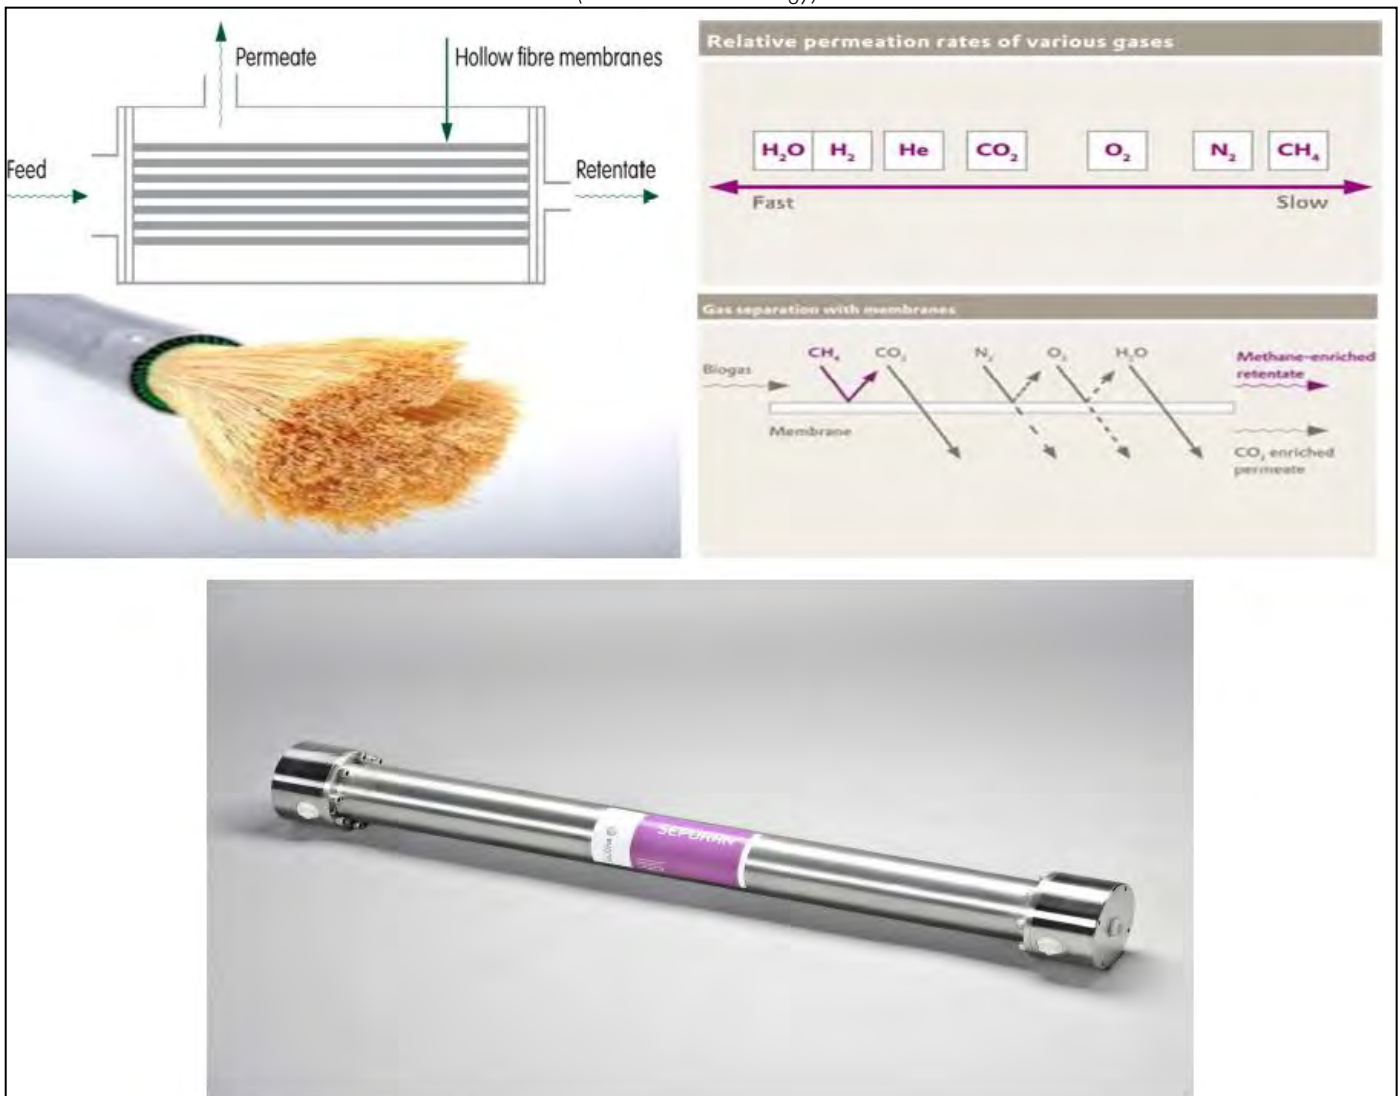 Permeate
Hollow fibre membranes
Feed
Retentate
Relative permeation rates of various gases
H₂O H₂ He CO₂ O₂ N₂ CH₄
Fast Slow
Gas separation with membranes
CH₄ CO₂ N₂ O₂ H₂O
Biogas
Methane-enriched
retentate
Membrane
CO₂ enriched
permeate
SEPURAN